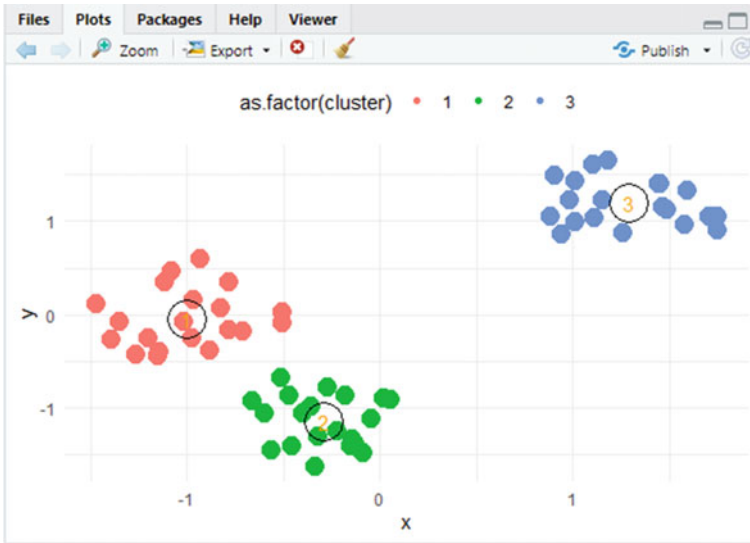 Files Plots Packages Help Viewer
Zoom Export Publish
as.factor(cluster) 1 2 3
y
1
0
-1
1
2
3
-1 0 1
x